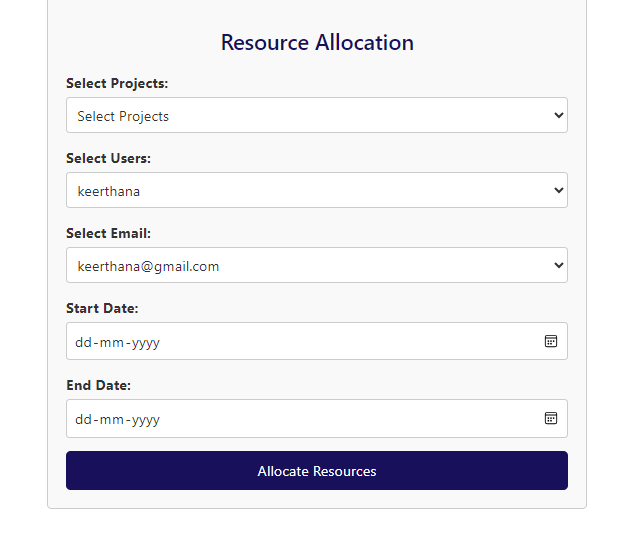 Resource Allocation
Select Projects:
Select Projects
Select Users:
keerthana
Select Email:
keerthana@gmail.com
Start Date:
dd-mm-yyyy
End Date:
dd-mm-yyyy
Allocate Resources